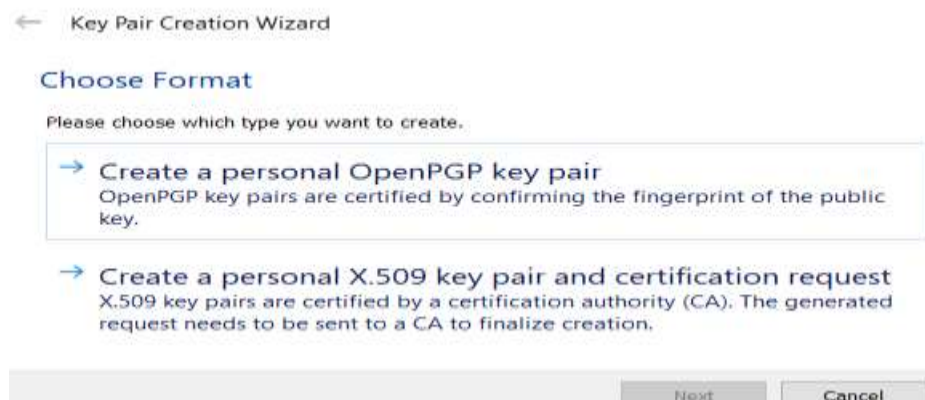 Key Pair Creation Wizard
Choose Format
Please choose which type you want to create.
Create a personal OpenPGP key pair
OpenPGP key pairs are certified by confirming the fingerprint of the public
key.
Create a personal X.509 key pair and certification request
X.509 key pairs are certified by a certification authority (CA). The generated
request needs to be sent to a CA to finalize creation.
Next Cancel